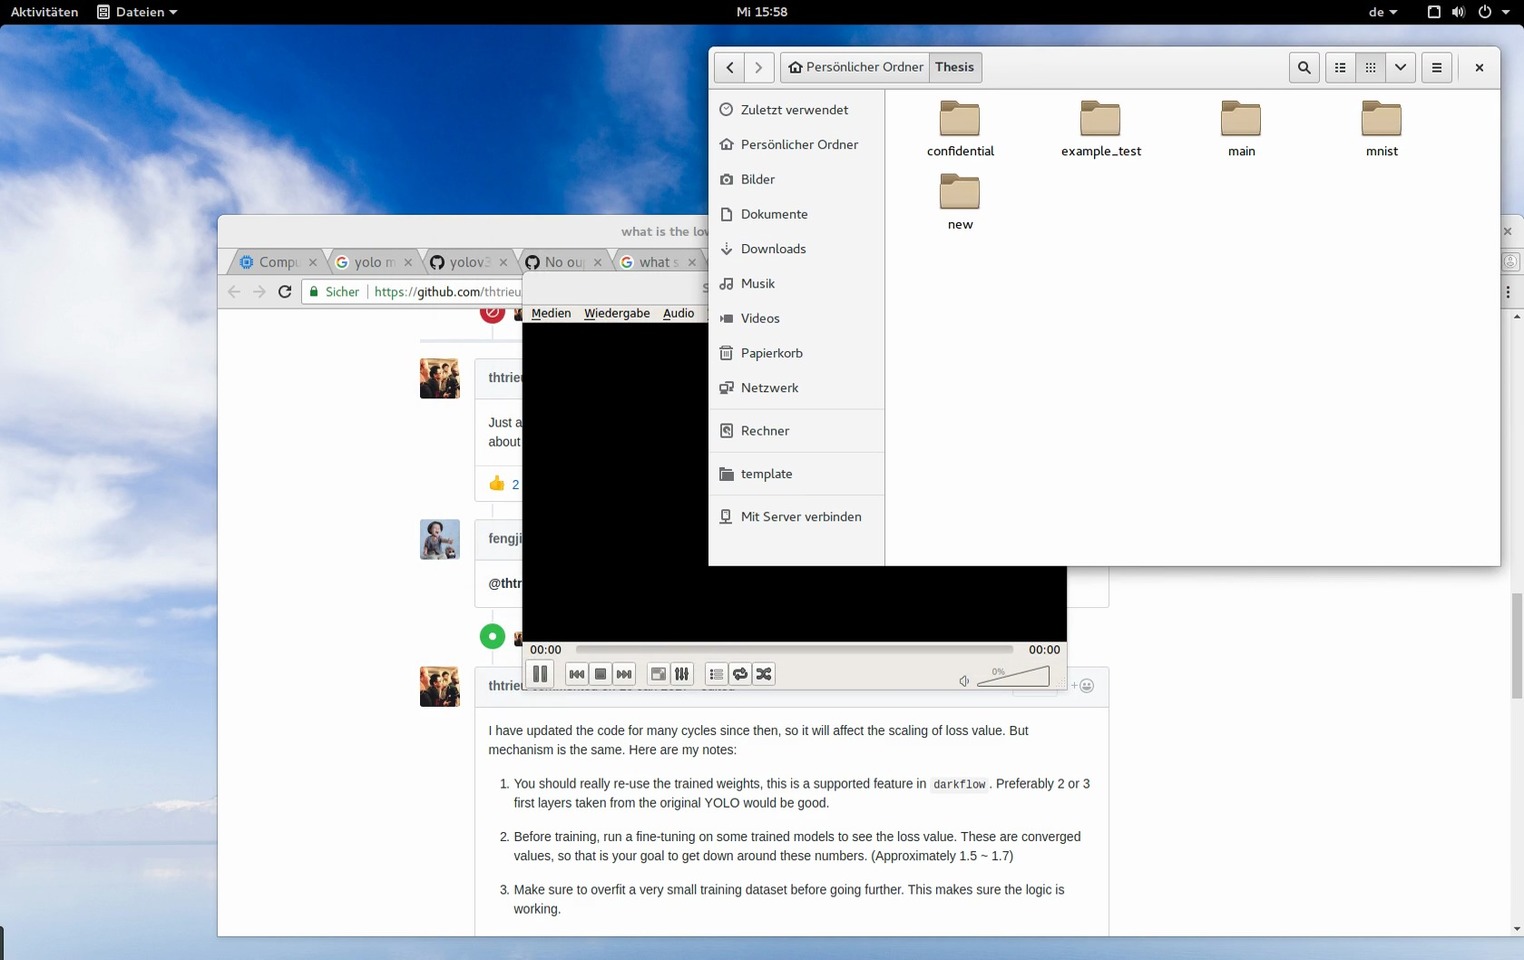 Aktivitäten Dateien Mi 15:58 de
Persönlicher Ordner Thesis
Zuletzt verwendet
Persönlicher Ordner
Bilder
Dokumente
Downloads
Musik
Videos
Papierkorb
Netzwerk
Rechner
template
Mit Server verbinden
confidential example_test main mnist
new
what is the lov
Compu yolo m yolov3 No oup what s
Sicher https://github.com/thtrieu
Medien Wiedergabe Audio
thtrieu
Just a
about
2
fengji
@thtr
00:00 00:00
0%
thtrieu
I have updated the code for many cycles since then, so it will affect the scaling of loss value. But
mechanism is the same. Here are my notes:
1. You should really re-use the trained weights, this is a supported feature in darkflow. Preferably 2 or 3
first layers taken from the original YOLO would be good.
2. Before training, run a fine-tuning on some trained models to see the loss value. These are converged
values, so that is your goal to get down around these numbers. (Approximately 1.5 ~ 1.7)
3. Make sure to overfit a very small training dataset before going further. This makes sure the logic is
working.